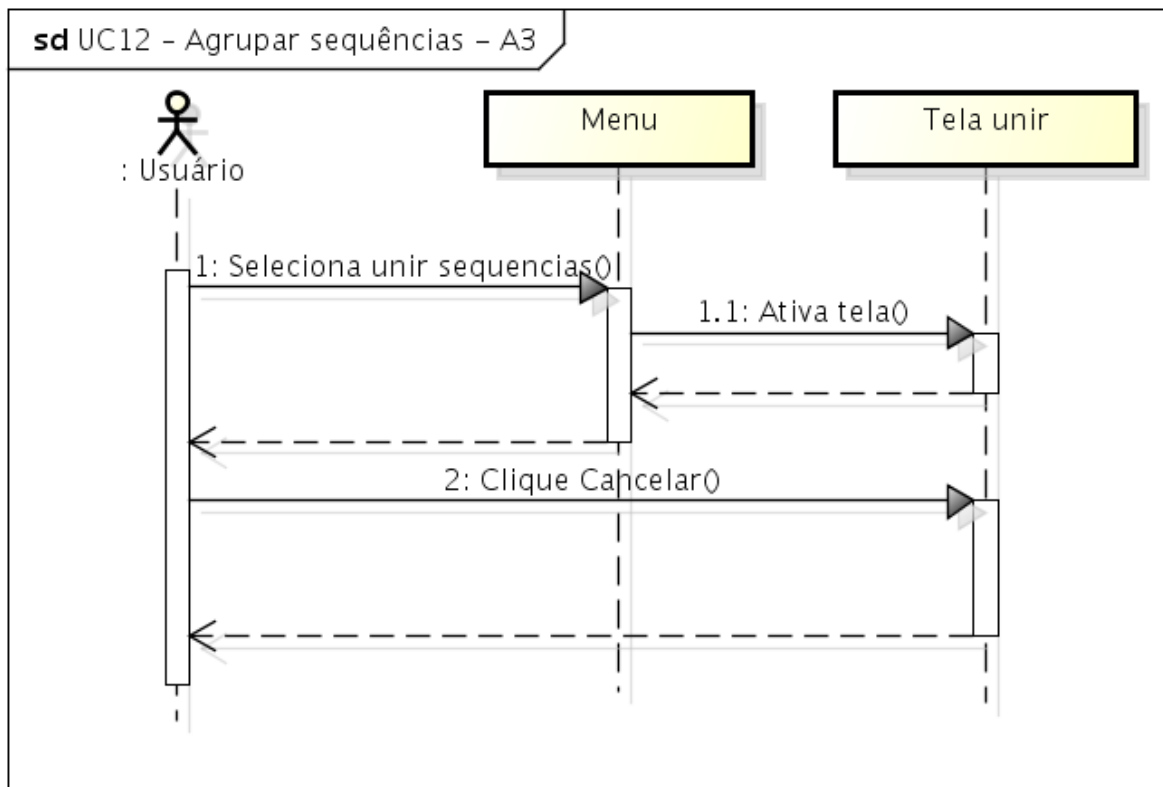 sd UC12 – Agrupar sequências – A3
: Usuário
Menu
Tela unir
1: Seleciona unir sequencias()
1.1: Ativa tela()
2: Clique Cancelar()